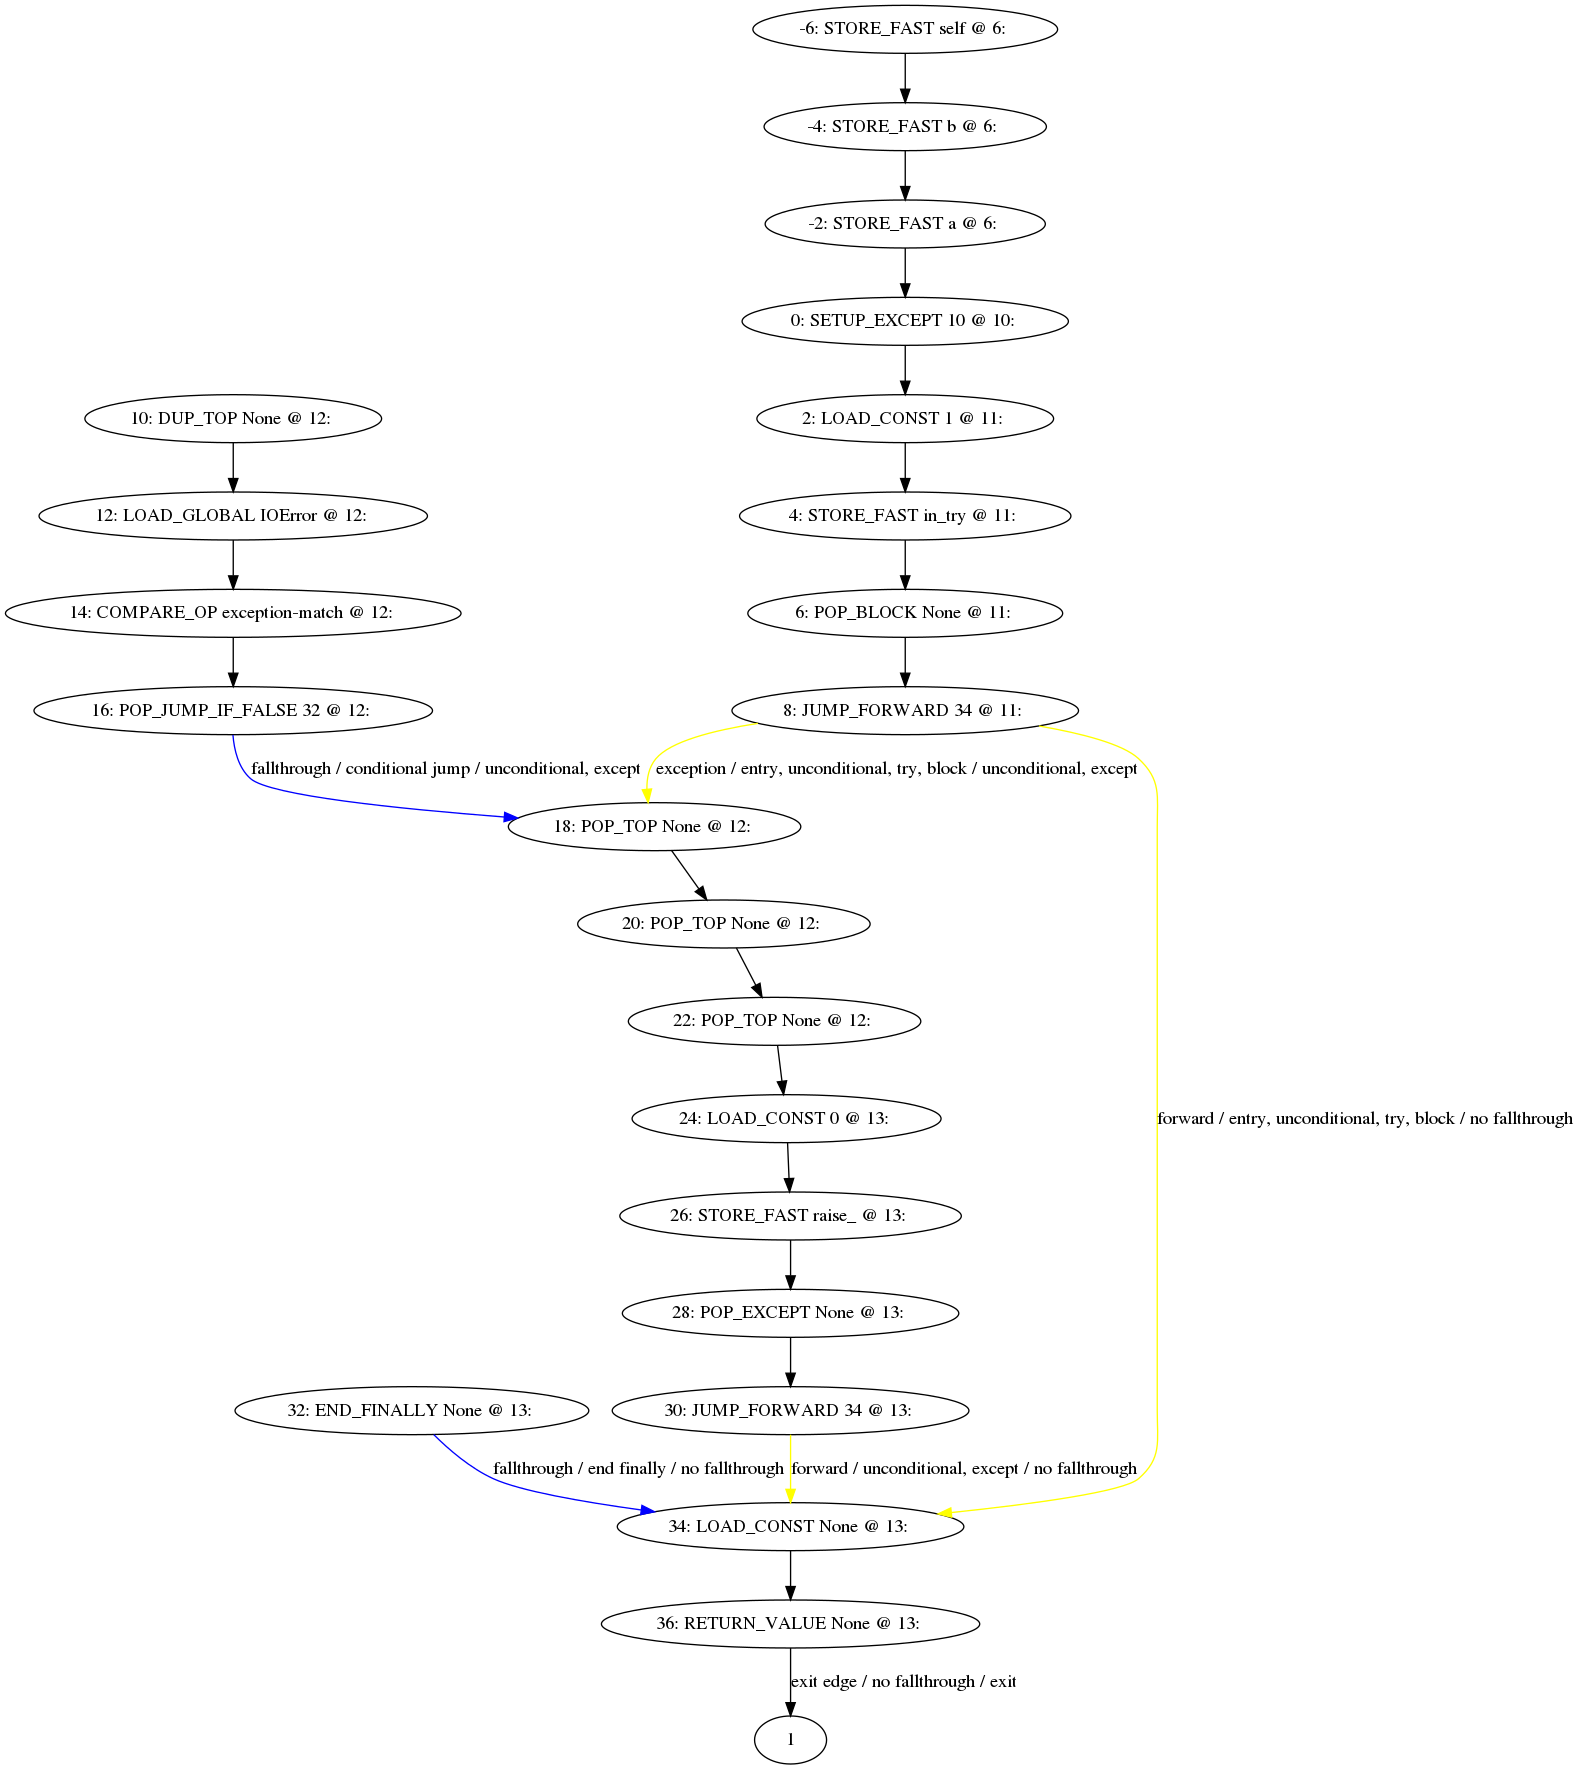 -6: STORE_FAST self @ 6:
-4: STORE_FAST b @ 6:
-2: STORE_FAST a @ 6:
0: SETUP_EXCEPT 10 @ 10:
10: DUP_TOP None @ 12:
2: LOAD_CONST 1 @ 11:
12: LOAD_GLOBAL IOError @ 12:
4: STORE_FAST in_try @ 11:
14: COMPARE_OP exception-match @ 12:
6: POP_BLOCK None @ 11:
16: POP_JUMP_IF_FALSE 32 @ 12:
8: JUMP_FORWARD 34 @ 11:
fallthrough / conditional jump / unconditional, except
exception / entry, unconditional, try, block / unconditional, except
18: POP_TOP None @ 12:
20: POP_TOP None @ 12:
22: POP_TOP None @ 12:
24: LOAD_CONST 0 @ 13:
forward / entry, unconditional, try, block / no fallthrough
26: STORE_FAST raise_ @ 13:
28: POP_EXCEPT None @ 13:
32: END_FINALLY None @ 13:
30: JUMP_FORWARD 34 @ 13:
fallthrough / end finally / no fallthrough
forward / unconditional, except / no fallthrough
34: LOAD_CONST None @ 13:
36: RETURN_VALUE None @ 13:
exit edge / no fallthrough / exit
1